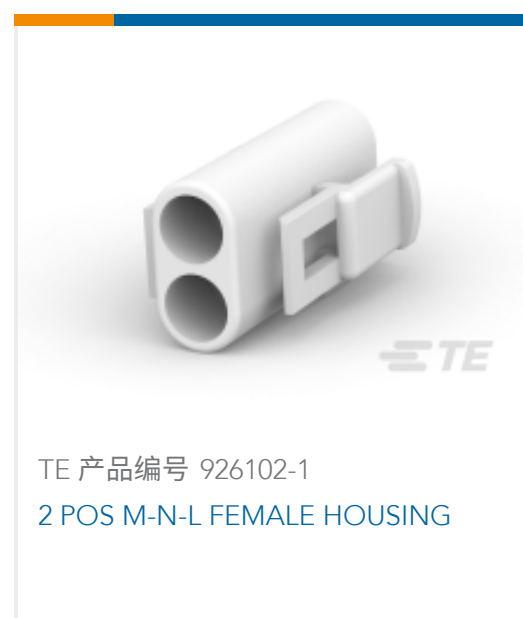 TE
TE 产品编号 926102-1
2 POS M-N-L FEMALE HOUSING